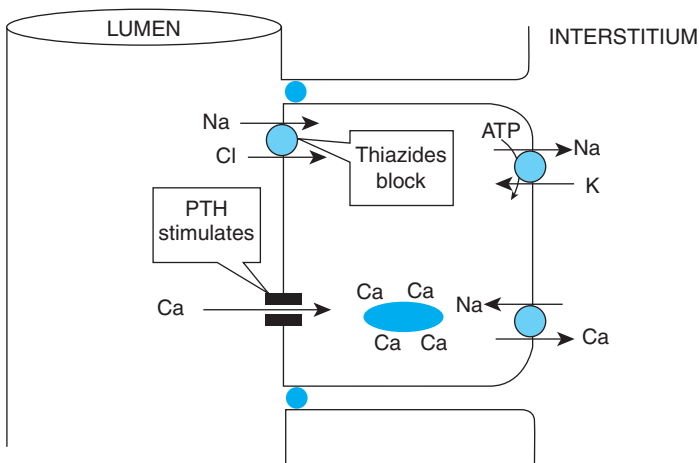 LUMEN
INTERSTITIUM
Na
Cl
Thiazides
block
ATP
Na
K
PTH
stimulates
Ca
Ca Ca
Ca Ca
Na
Ca